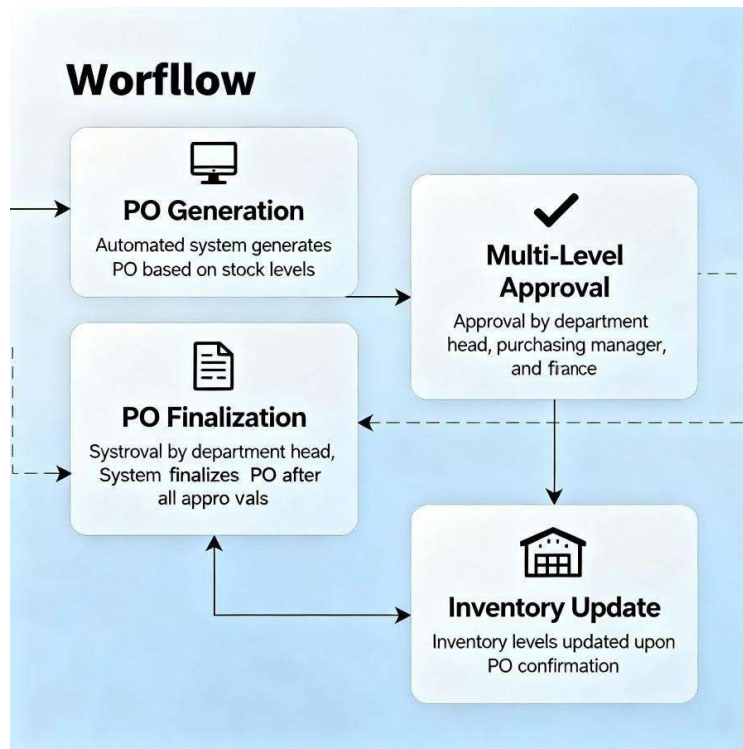 Worfllow
PO Generation
Automated system generates
PO based on stock levels
Multi-Level
Approval
Approval by department
head, purchasing manager,
and fiance
PO Finalization
Systroval by department head,
System finalizes PO after
all appro vals
Inventory Update
Inventory levels updated upon
PO confirmation